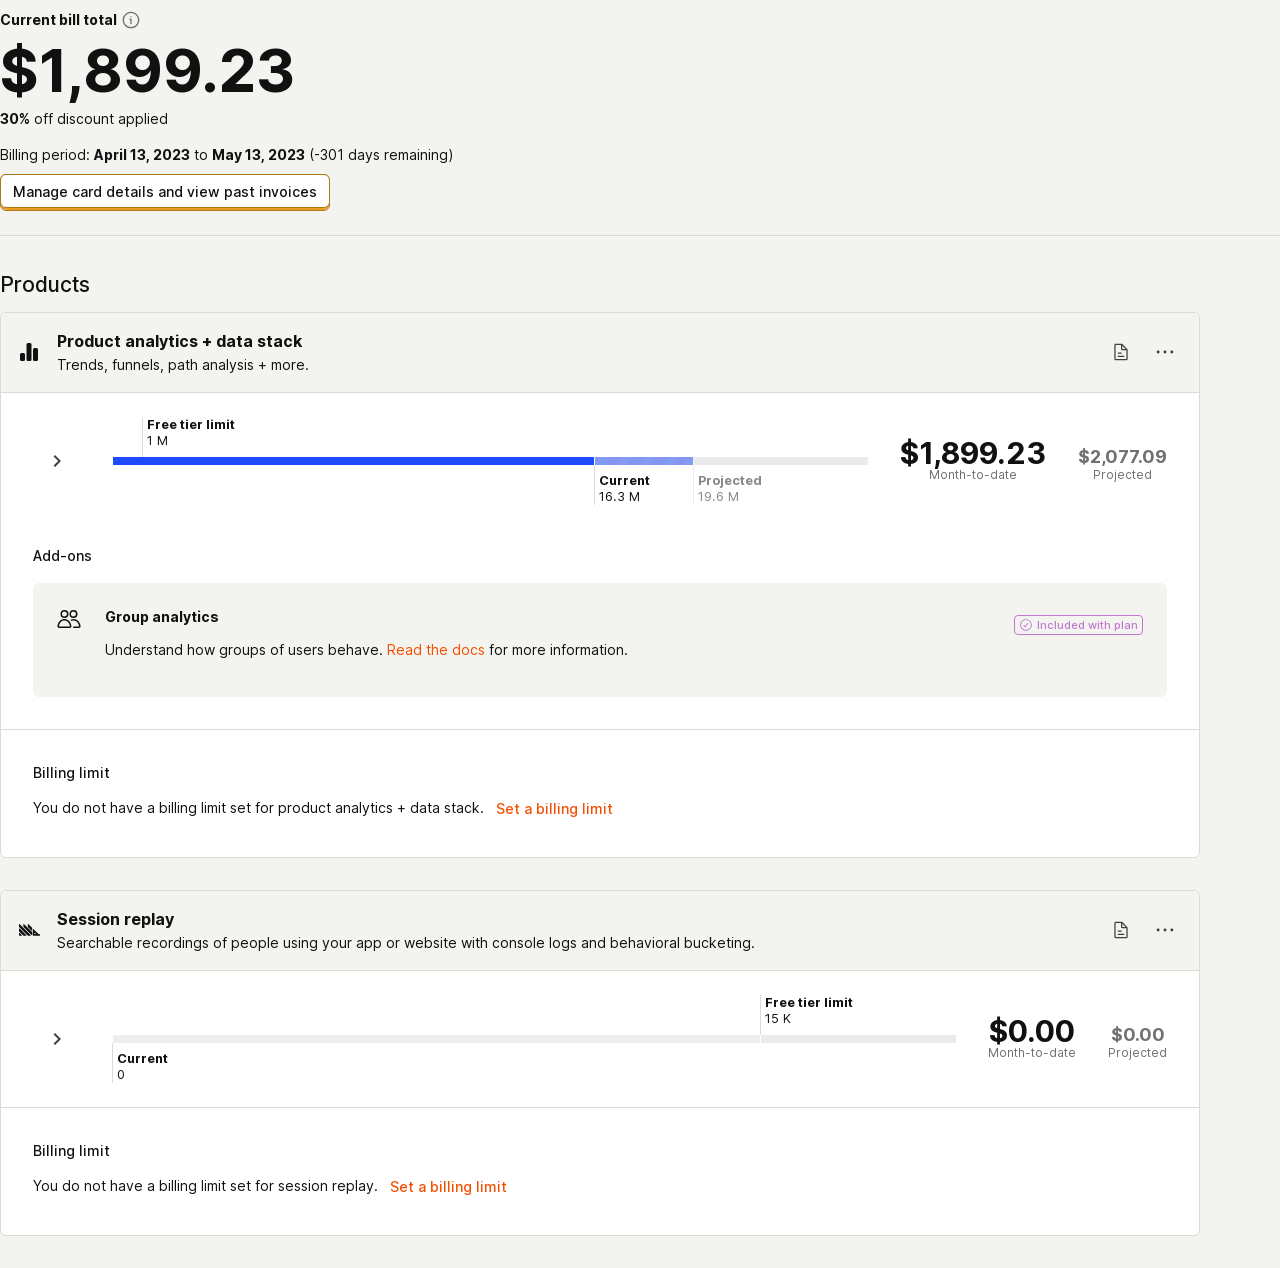 Current bill total
$1,899.23
30% off discount applied
Billing period: April 13, 2023 to May 13, 2023 (-301 days remaining)
Manage card details and view past invoices
Products
Product analytics + data stack
Trends, funnels, path analysis + more.
Free tier limit
1 M
Current
16.3 M
Projected
19.6 M
$1,899.23
Month-to-date
$2,077.09
Projected
Add-ons
Group analytics
Included with plan
Understand how groups of users behave. Read the docs for more information.
Billing limit
You do not have a billing limit set for product analytics + data stack. Set a billing limit
Session replay
Searchable recordings of people using your app or website with console logs and behavioral bucketing.
Free tier limit
15 K
Current
0
$0.00
Month-to-date
$0.00
Projected
Billing limit
You do not have a billing limit set for session replay. Set a billing limit